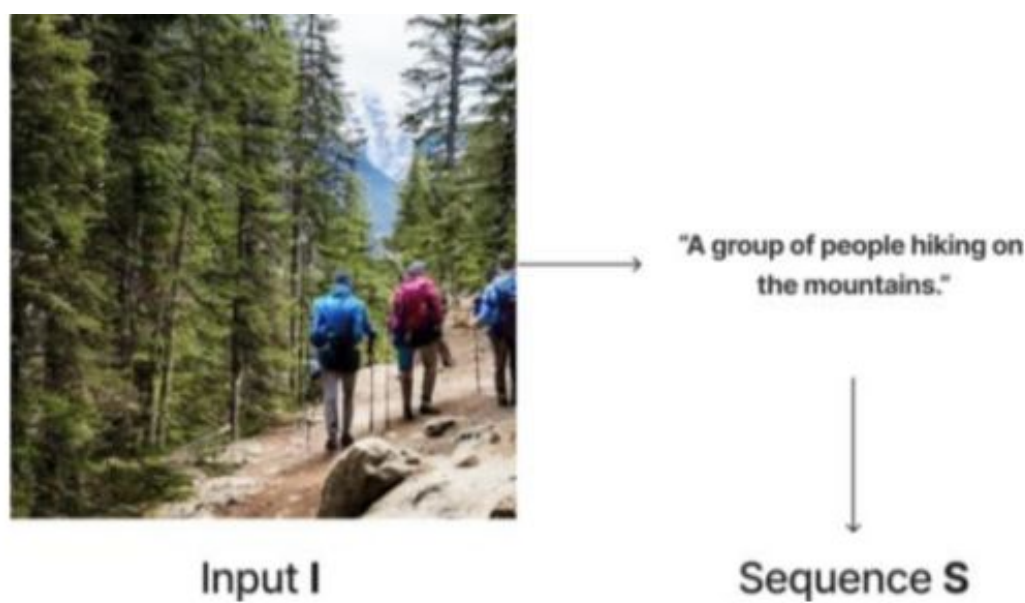 "A group of people hiking on
the mountains."
Input I
Sequence S